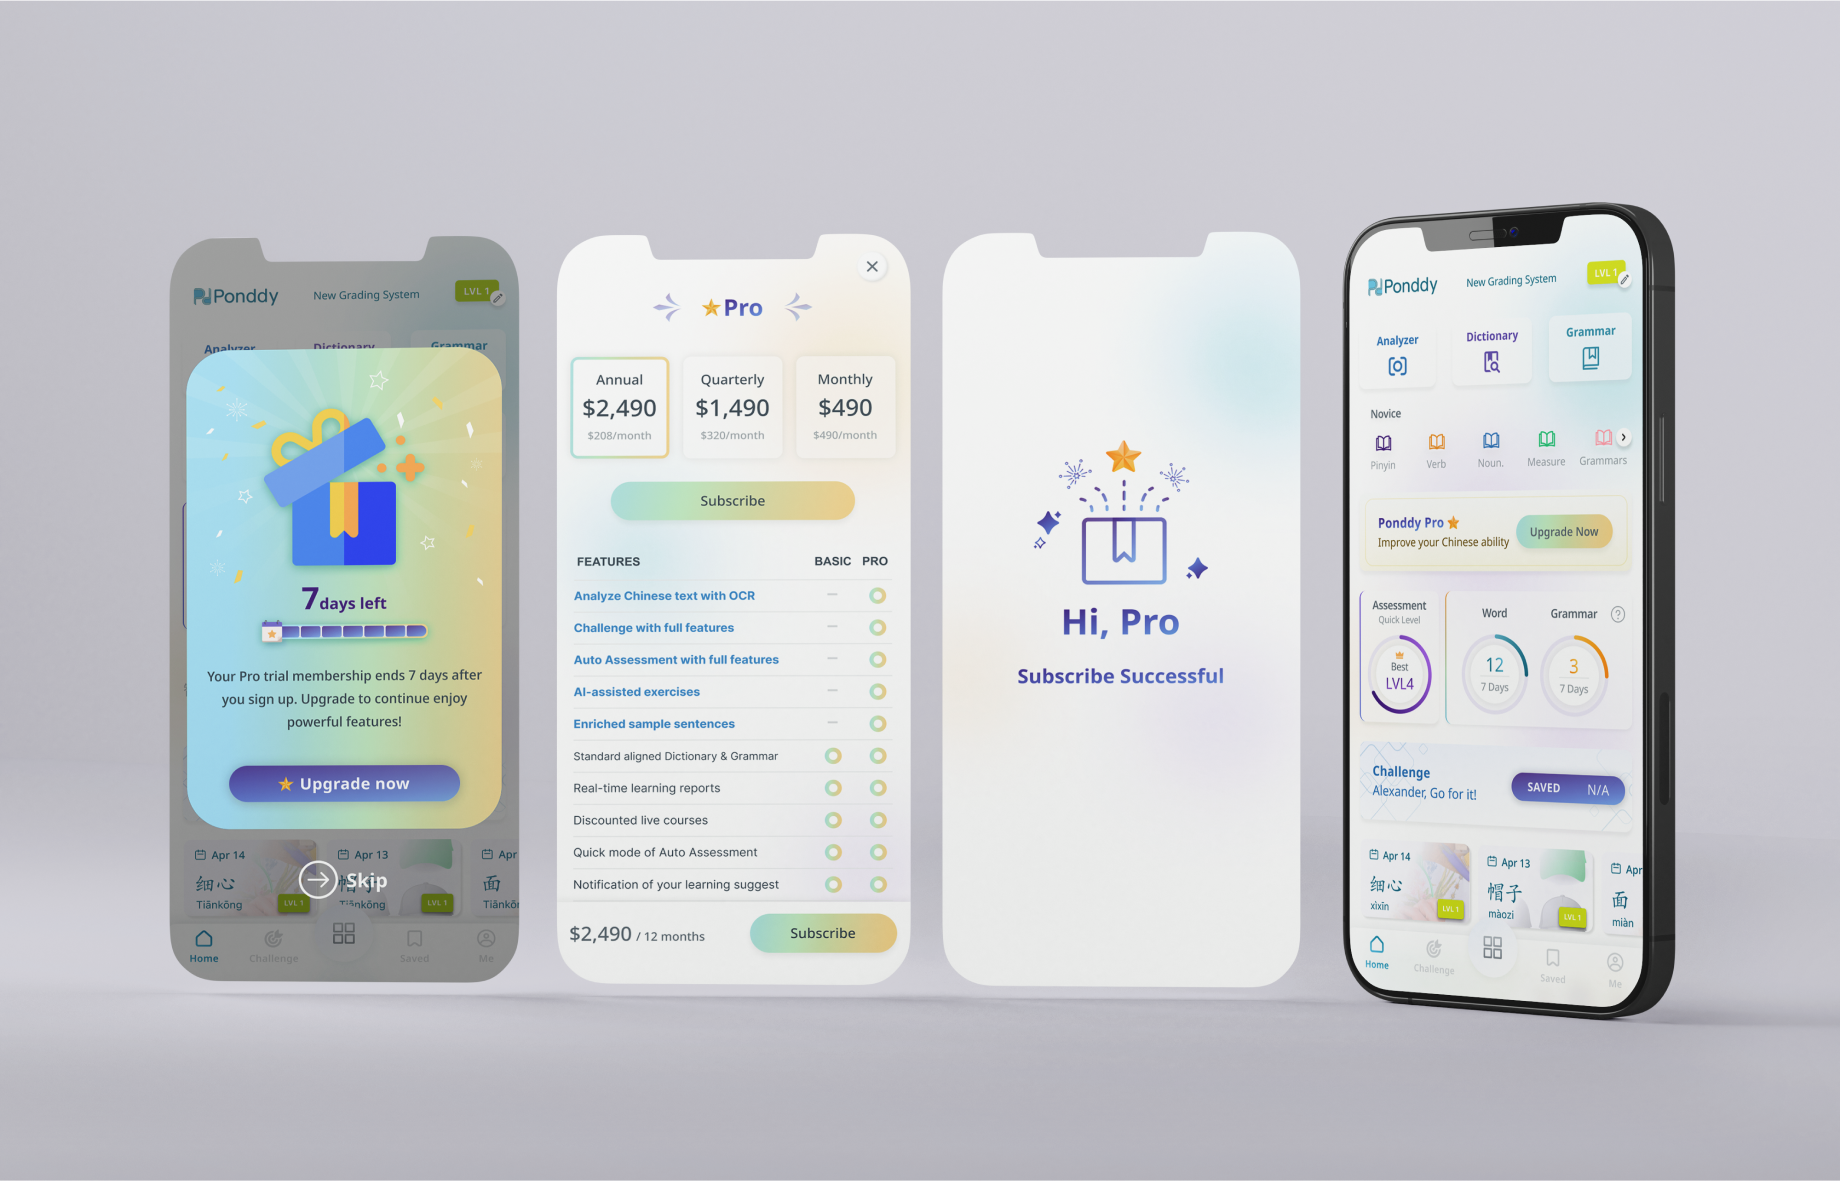 Ponddy
New Grading System
LVL 1
Analyzer
Dictionary
Grammar
7 days left
Your Pro trial membership ends 7 days after
you sign up. Upgrade to continue enjoy
powerful features!
Upgrade now
Apr 14
Apr 13
Apr
细心
帽子
面
Tiānkōng
Tiānkōng
Tiānkō
LVL 1
LVL 1
Skip
Home
Challenge
Saved
Me
Pro
Annual
$2,490
$208/month
Quarterly
$1,490
$320/month
Monthly
$490
$490/month
Subscribe
FEATURES BASIC PRO
Analyze Chinese text with OCR
Challenge with full features
Auto Assessment with full features
AI-assisted exercises
Enriched sample sentences
Standard aligned Dictionary & Grammar
Real-time learning reports
Discounted live courses
Quick mode of Auto Assessment
Notification of your learning suggest
$2,490 / 12 months
Subscribe
Hi, Pro
Subscribe Successful
Ponddy
New Grading System
LVL 1
Analyzer
Dictionary
Grammar
Novice
Pinyin
Verb
Noun.
Measure
Grammars
Ponddy Pro
Improve your Chinese ability
Upgrade Now
Assessment
Quick Level
Best
LVL4
Word
12
7 Days
Grammar
?
3
7 Days
Challenge
Alexander, Go for it!
SAVED N/A
Apr 14
细心
xìxīn
LVL 1
Apr 13
帽子
màozi
LVL 1
Apr
面
miàn
Home
Challenge
Saved
Me